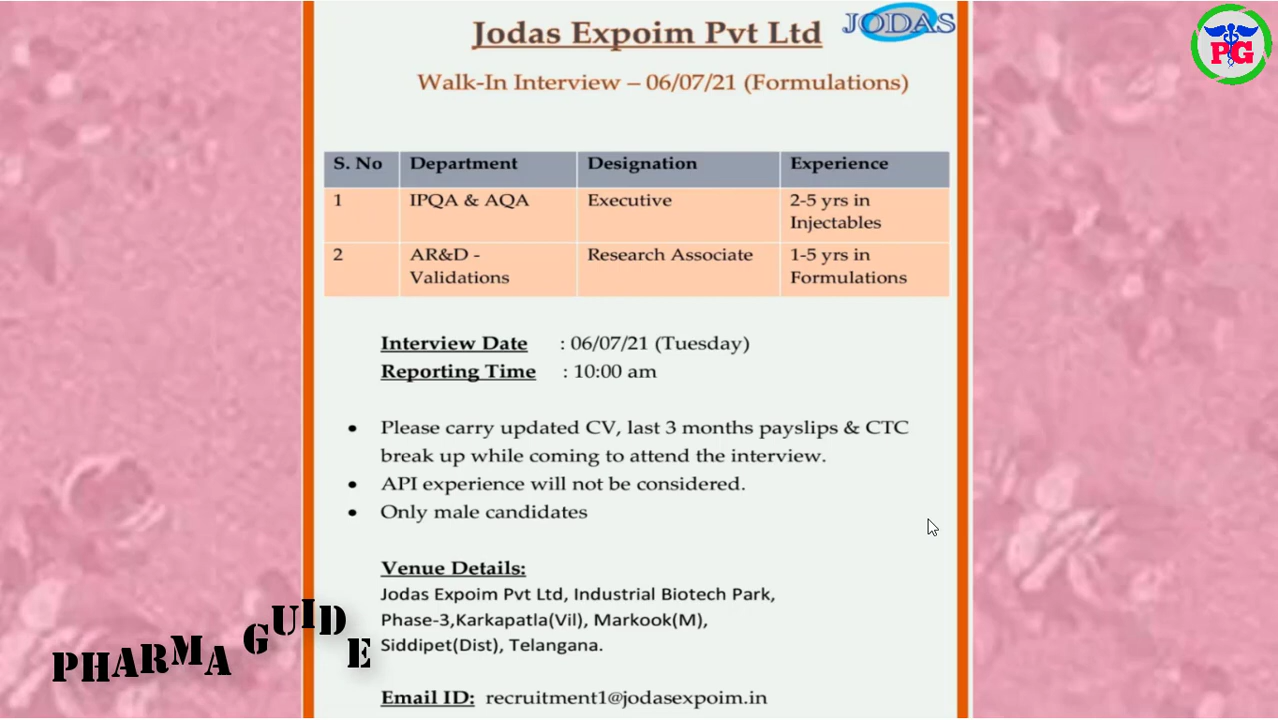 Jodas Expoim Pvt Ltd
JODAS
PG
Walk-In Interview – 06/07/21 (Formulations)
S. No Department Designation Experience
1 IPQA & AQA Executive 2-5 yrs in
Injectables
2 AR&D - Research Associate 1-5 yrs in
Validations Formulations
Interview Date : 06/07/21 (Tuesday)
Reporting Time : 10:00 am
• Please carry updated CV, last 3 months payslips & CTC
break up while coming to attend the interview.
• API experience will not be considered.
• Only male candidates
Venue Details:
Jodas Expoim Pvt Ltd, Industrial Biotech Park,
Phase-3,Karkapatla(Vil), Markook(M),
Siddipet(Dist), Telangana.
PHARMA GUIDE
Email ID: recruitment1@jodasexpoim.in